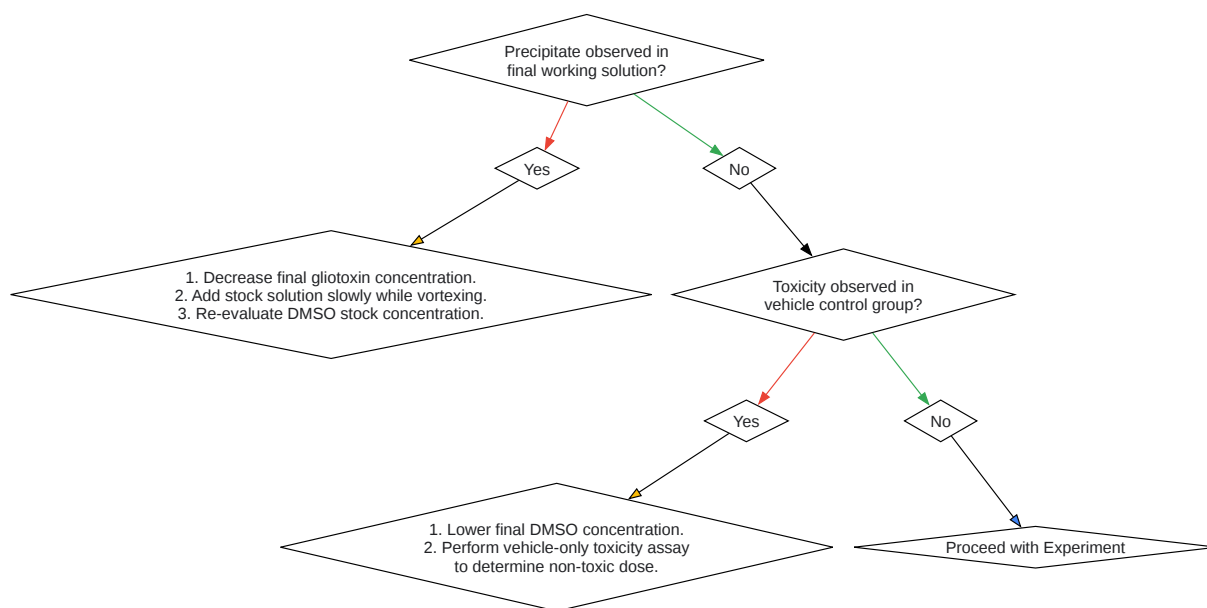 Precipitate observed in
final working solution?
Yes
No
1. Decrease final gliotoxin concentration.
2. Add stock solution slowly while vortexing.
3. Re-evaluate DMSO stock concentration.
Toxicity observed in
vehicle control group?
Yes
No
1. Lower final DMSO concentration.
2. Perform vehicle-only toxicity assay
to determine non-toxic dose.
Proceed with Experiment